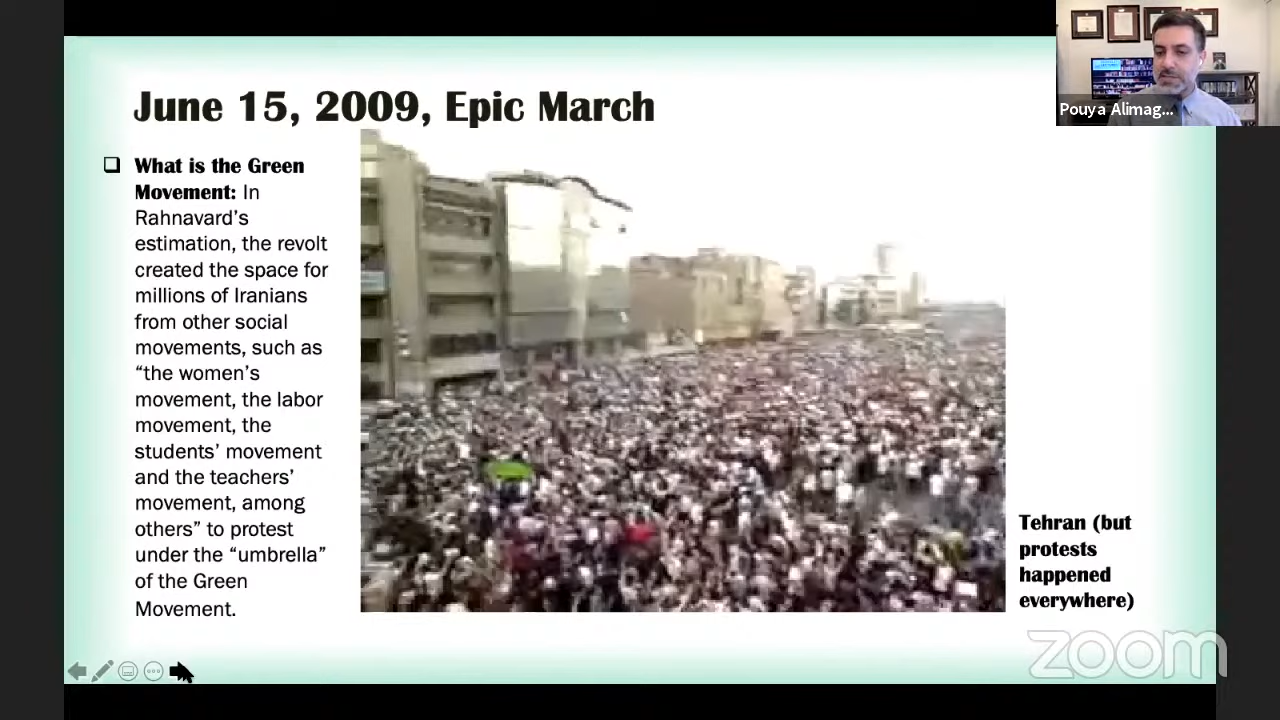 Pouya Alimag...
June 15, 2009, Epic March
What is the Green
Movement: In
Rahnavard’s
estimation, the revolt
created the space for
millions of Iranians
from other social
movements, such as
“the women’s
movement, the labor
movement, the
students’ movement
and the teachers’
movement, among
others” to protest
under the “umbrella”
of the Green
Movement.
Tehran (but
protests
happened
everywhere)
zoom